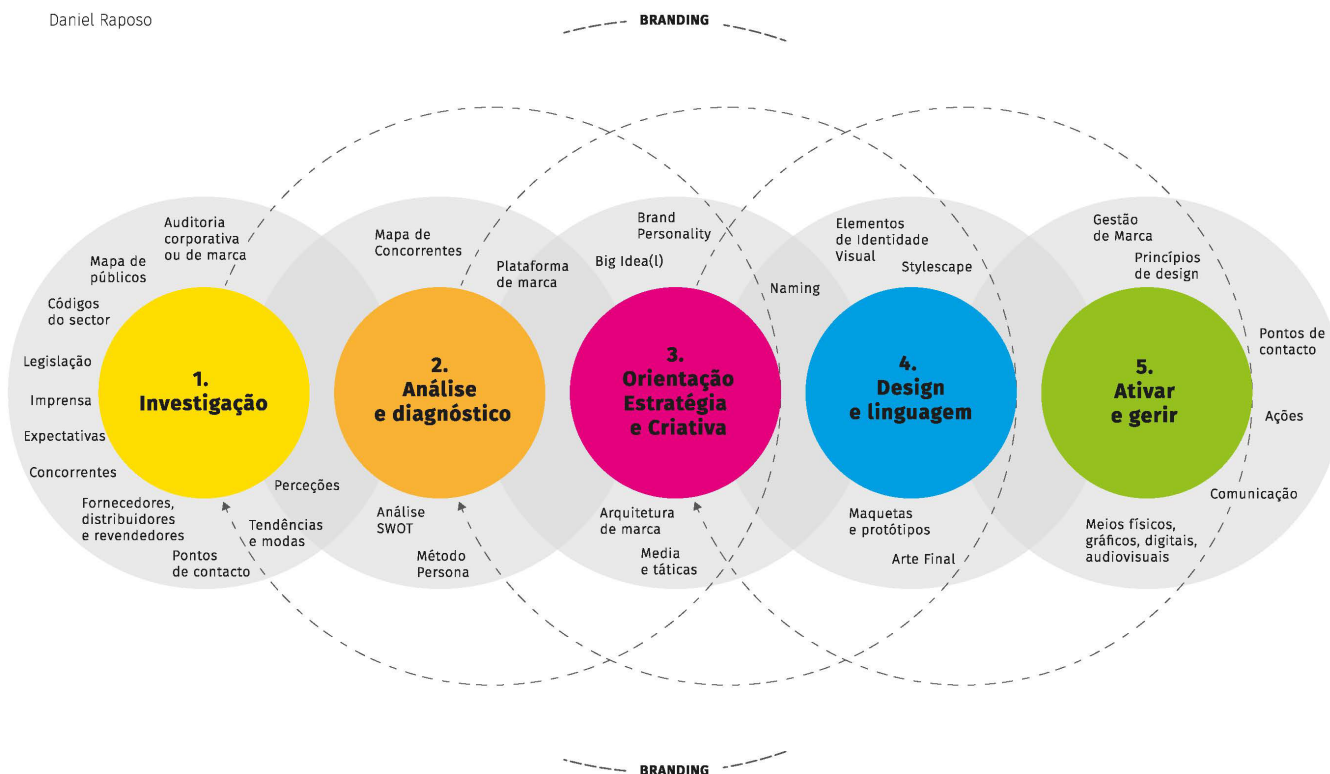 Daniel Raposo
BRANDING
Auditoria
corporativa
ou de marca
Mapa de
públicos
Códigos
do sector
Legislação
Imprensa
Expectativas
Concorrentes
Fornecedores,
distribuidores
e revendedores
Pontos
de contacto
Tendências
e modas
Perceções
1.
Investigação
Mapa de
Concorrentes
Plataforma
de marca
2.
Análise
e diagnóstico
Análise
SWOT
Método
Persona
Brand
Personality
Big Idea(l)
Naming
3.
Orientação
Estratégia
e Criativa
Arquitetura
de marca
Media
e táticas
Elementos
de Identidade
Visual
Stylescape
4.
Design
e linguagem
Maquetas
e protótipos
Arte Final
Gestão
de Marca
Princípios
de design
Pontos de
contacto
5.
Ativar
e gerir
Ações
Comunicação
Meios físicos,
gráficos, digitais,
audiovisuais
BRANDING